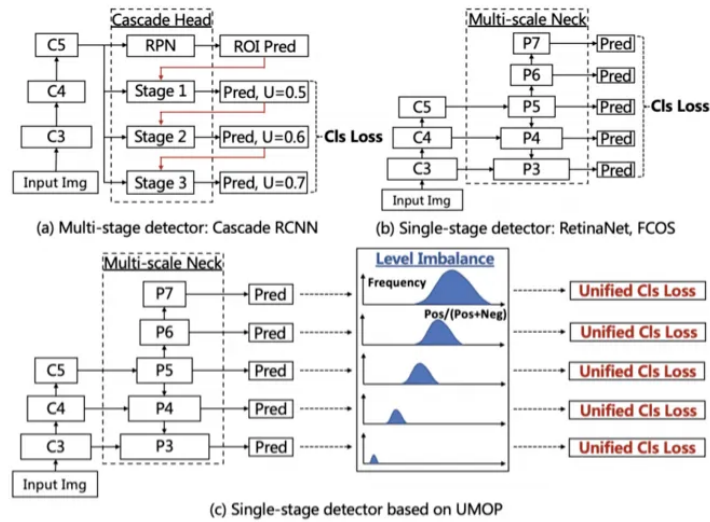 Cascade Head
C5
RPN
ROI Pred
C4
Stage 1
Pred, U=0.5
C3
Stage 2
Pred, U=0.6
Cls Loss
Input Img
Stage 3
Pred, U=0.7
(a) Multi-stage detector: Cascade RCNN
Multi-scale Neck
P7
Pred
P6
Pred
C5
P5
Pred
Cls Loss
C4
P4
Pred
C3
P3
Pred
Input Img
(b) Single-stage detector: RetinaNet, FCOS
Multi-scale Neck
Level Imbalance
Frequency
Pos/(Pos+Neg)
P7
Pred
Unified Cls Loss
P6
Pred
Unified Cls Loss
C5
P5
Pred
Unified Cls Loss
C4
P4
Pred
Unified Cls Loss
C3
P3
Pred
Unified Cls Loss
Input Img
(c) Single-stage detector based on UMOP